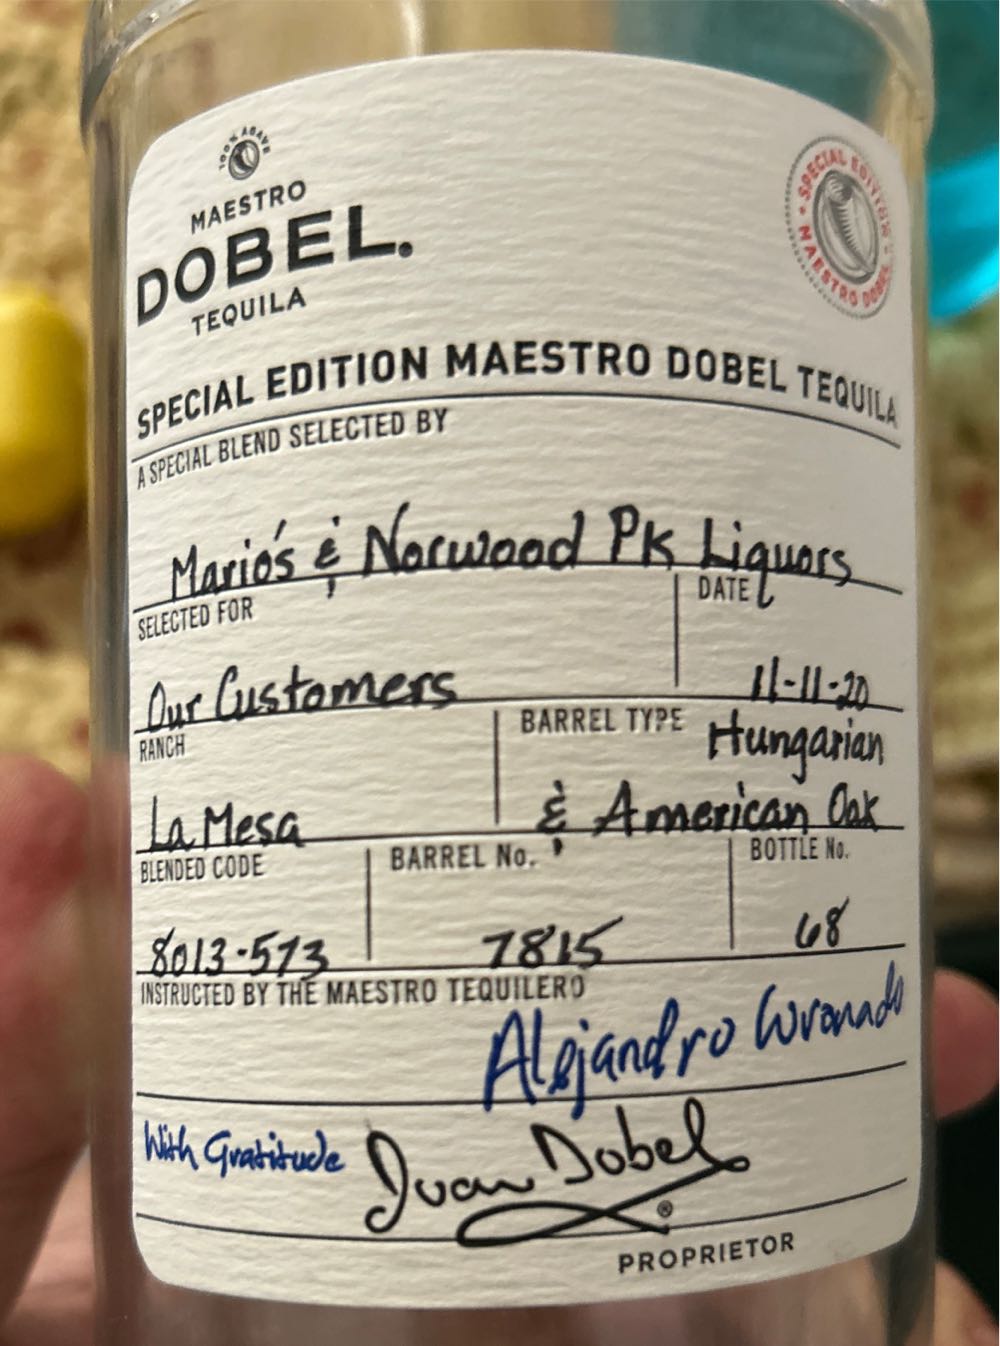 100% AGAVE
MAESTRO
DOBEL.
TEQUILA
• SPECIAL EDITION • MAESTRO DOBEL
SPECIAL EDITION MAESTRO DOBEL TEQUILA
A SPECIAL BLEND SELECTED BY
Mario's & Norwood PK Liquors
SELECTED FOR
DATE
Our Customers
11-11-20
RANCH
BARREL TYPE
Hungarian
La Mesa
& American Oak
BLENDED CODE
BARREL No.
BOTTLE No.
8013-573
7815
68
INSTRUCTED BY THE MAESTRO TEQUILERO
Alejandro Coronado
With Gratitude
Juan Dobel
®
PROPRIETOR